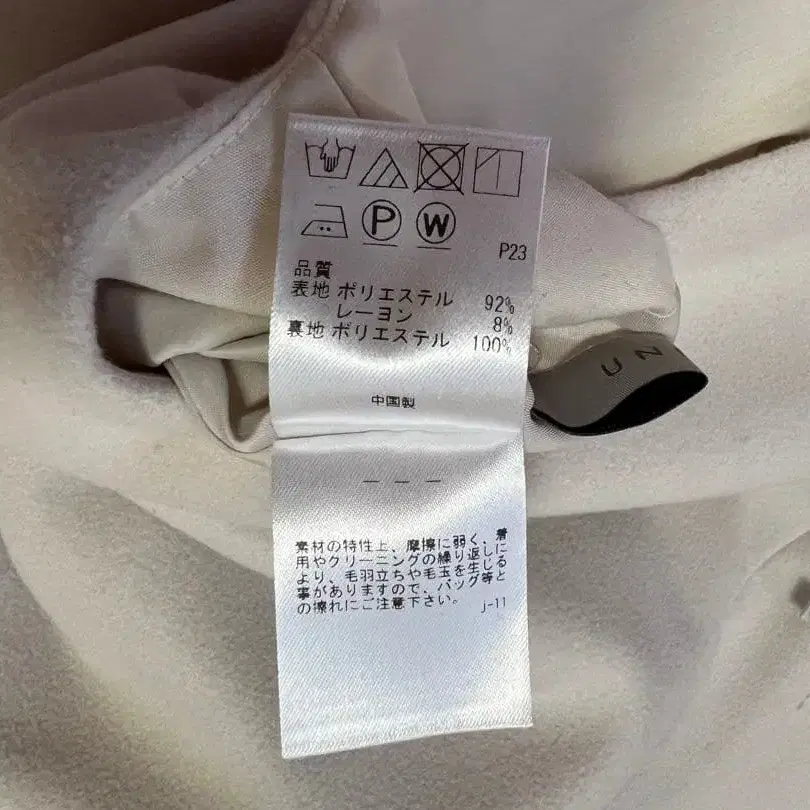 P
W
P23
品質
表地 ポリエステル 92%
レーヨン 8%
裏地 ポリエステル 100%
中国製
UN
— — —
素材の特性上、摩擦に弱く、着
用やクリーニングの繰り返しに
より、毛羽立ちや毛玉を生じる
事がありますので、バッグ等と
の擦れにご注意下さい。
j-11